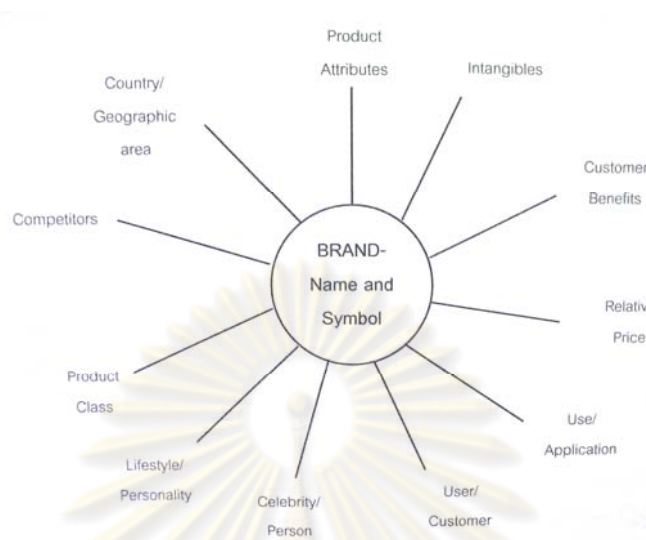 Product
Attributes
Intangibles
Customer
Benefits
Relativ
Price
Use/
Application
User/
Customer
Celebrity/
Person
Lifestyle/
Personality
Product
Class
Competitors
Country/
Geographic
area
BRAND-
Name and
Symbol